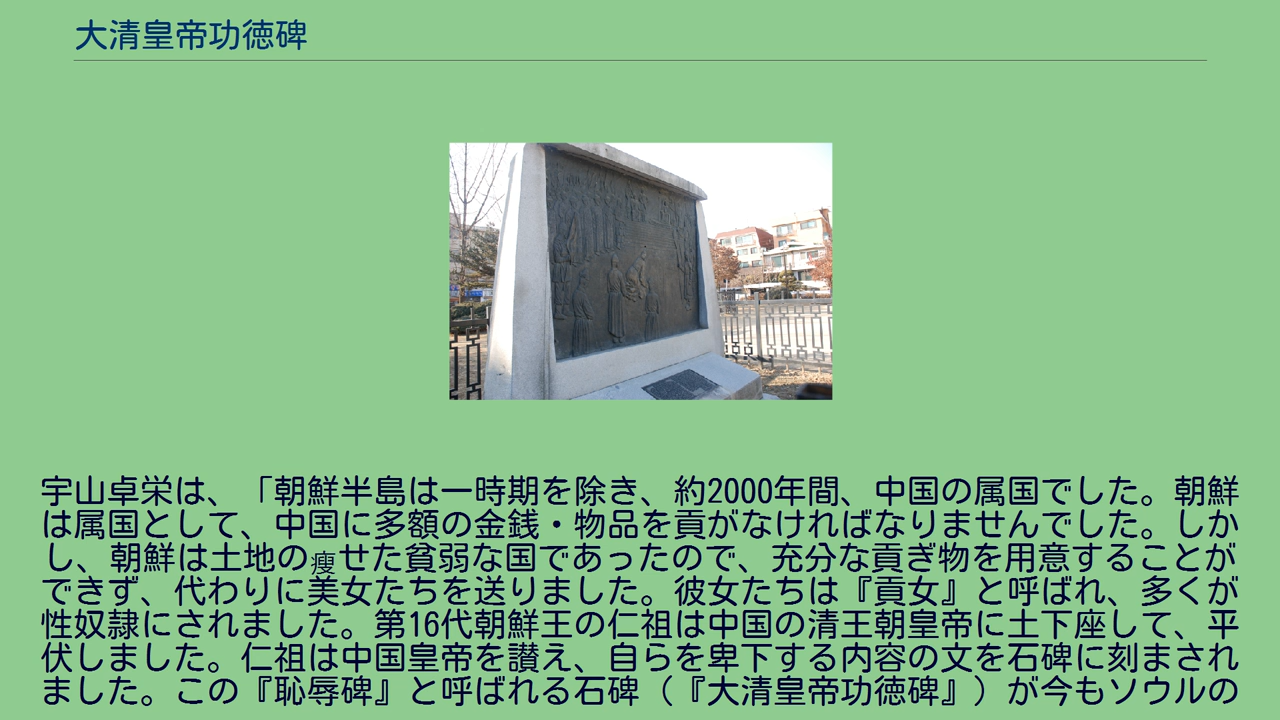 大清皇帝功徳碑
宇山卓栄は、「朝鮮半島は一時期を除き、約2000年間、中国の属国でした。朝鮮
は属国として、中国に多額の金銭・物品を貢がなければなりませんでした。しか
し、朝鮮は土地の瘦せた貧弱な国であったので、充分な貢ぎ物を用意することが
できず、代わりに美女たちを送りました。彼女たちは『貢女』と呼ばれ、多くが
性奴隷にされました。第16代朝鮮王の仁祖は中国の清王朝皇帝に土下座して、平
伏しました。仁祖は中国皇帝を讃え、自らを卑下する内容の文を石碑に刻まされ
ました。この『恥辱碑』と呼ばれる石碑（『大清皇帝功徳碑』）が今もソウルの